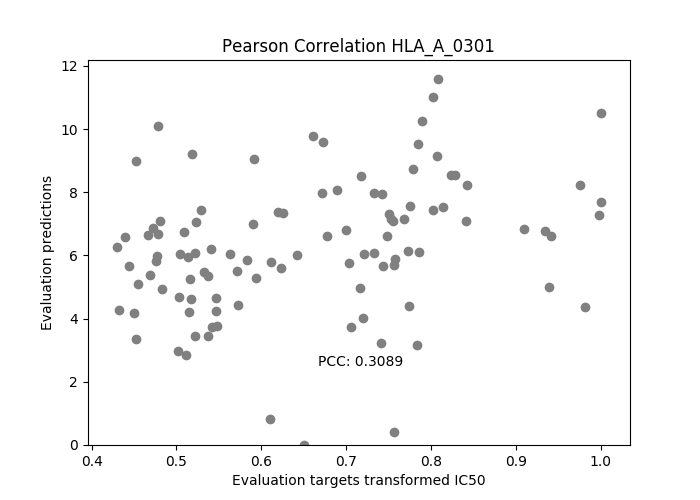 Pearson Correlation HLA_A_0301
12
10
8
6
4
2
0
Evaluation predictions
PCC: 0.3089
0.4 0.5 0.6 0.7 0.8 0.9 1.0
Evaluation targets transformed IC50